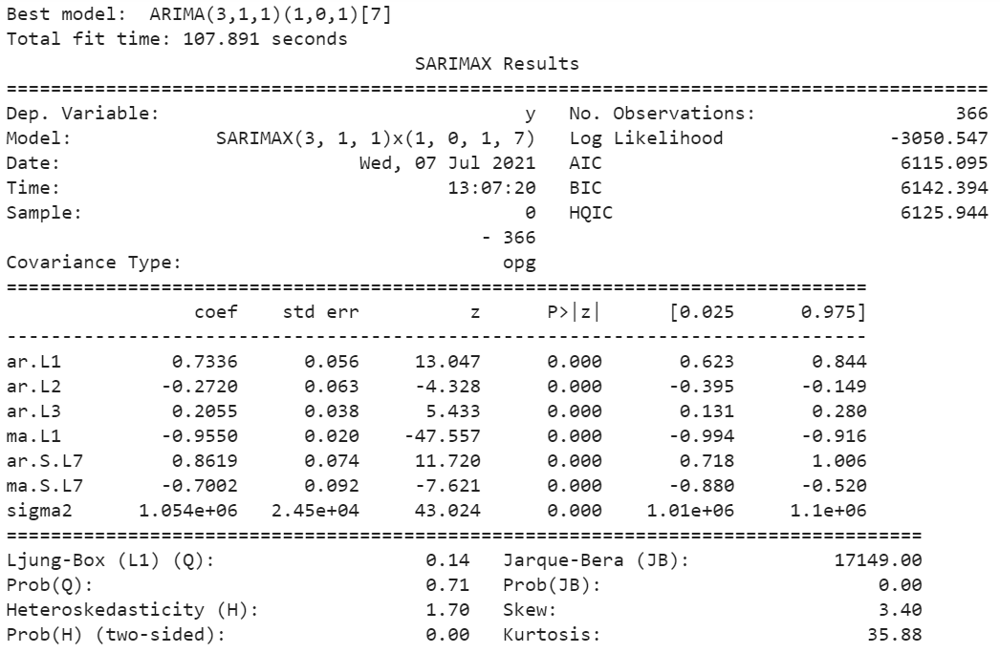 Best model:  ARIMA(3,1,1)(1,0,1)[7]
Total fit time: 107.891 seconds
                                     SARIMAX Results
=========================================================================================
Dep. Variable:                                 y   No. Observations:                  366
Model:             SARIMAX(3, 1, 1)x(1, 0, 1, 7)   Log Likelihood               -3050.547
Date:                           Wed, 07 Jul 2021   AIC                           6115.095
Time:                                   13:07:20   BIC                           6142.394
Sample:                                        0   HQIC                          6125.944
                                           - 366
Covariance Type:                             opg
==============================================================================
                 coef    std err          z      P>|z|      [0.025      0.975]
------------------------------------------------------------------------------
ar.L1          0.7336      0.056     13.047      0.000       0.623       0.844
ar.L2         -0.2720      0.063     -4.328      0.000      -0.395      -0.149
ar.L3          0.2055      0.038      5.433      0.000       0.131       0.280
ma.L1         -0.9550      0.020    -47.557      0.000      -0.994      -0.916
ar.S.L7        0.8619      0.074     11.720      0.000       0.718       1.006
ma.S.L7       -0.7002      0.092     -7.621      0.000      -0.880      -0.520
sigma2      1.054e+06   2.45e+04     43.024      0.000    1.01e+06     1.1e+06
===================================================================================
Ljung-Box (L1) (Q):                   0.14   Jarque-Bera (JB):             17149.00
Prob(Q):                              0.71   Prob(JB):                         0.00
Heteroskedasticity (H):               1.70   Skew:                             3.40
Prob(H) (two-sided):                  0.00   Kurtosis:                        35.88